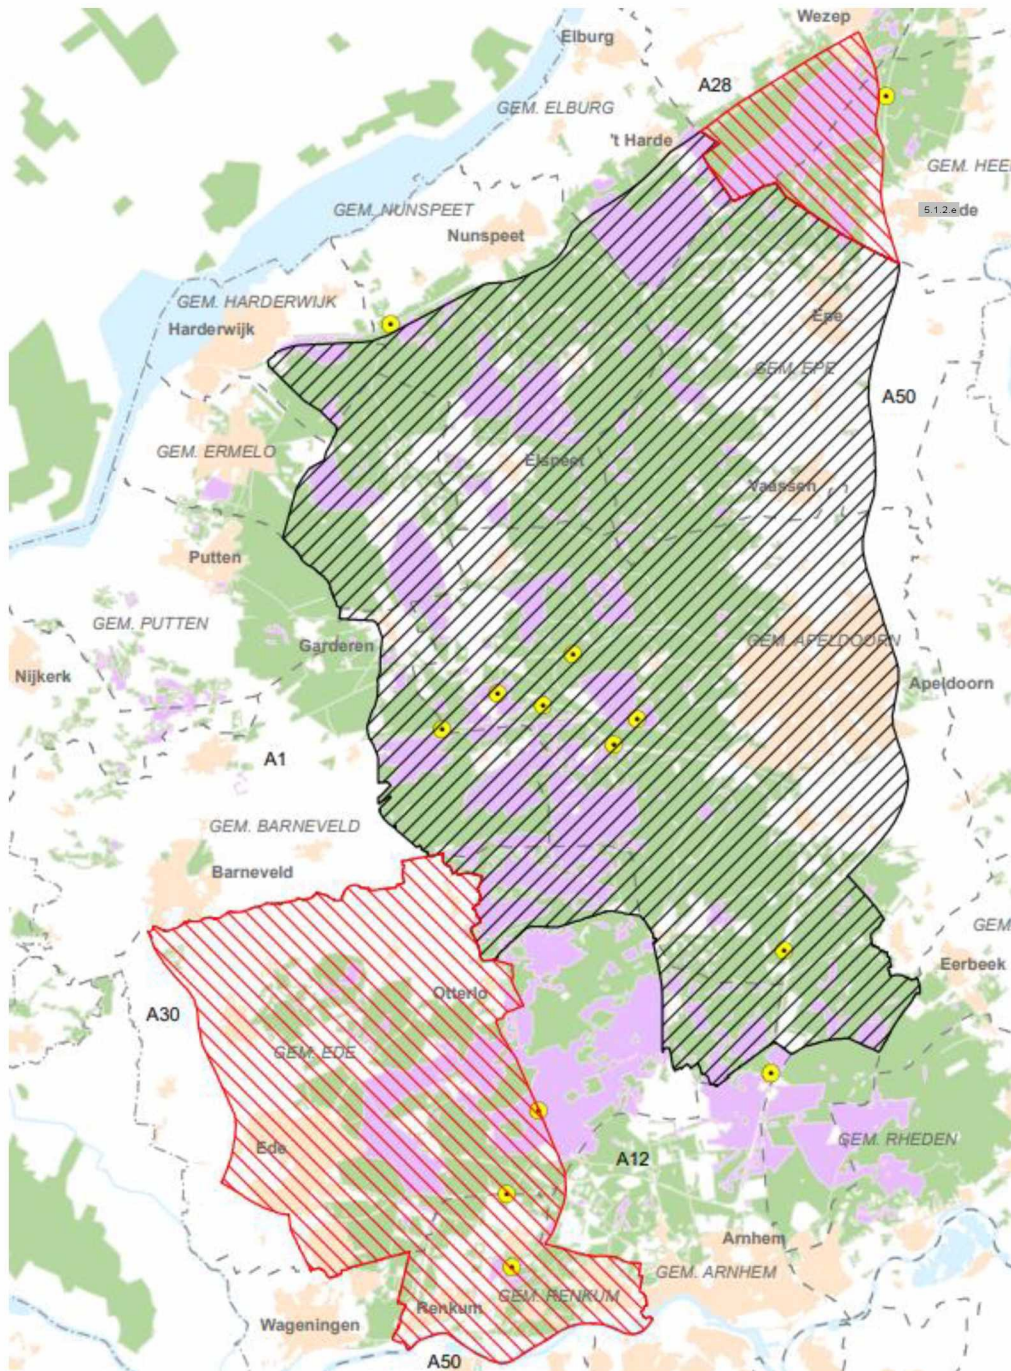 Wezep
Elburg
A28
GEM. ELBURG
't Harde
GEM. HEE
5.1.2.e de
GEM. NUNSPEET
Nunspeet
GEM. HARDERWIJK
Harderwijk
Epe
GEM. EPE
A50
GEM. ERMELO
Elspeet
Vaassen
Putten
GEM. PUTTEN
Garderen
GEM. APELDOORN
Nijkerk
Apeldoorn
A1
GEM. BARNEVELD
Barneveld
GEM
Eerbeek
Otterlo
A30
GEM. EDE
Ede
A12
GEM. RHEDEN
Arnhem
GEM. ARNHEM
GEM. RENKUM
Renkum
Wageningen
A50